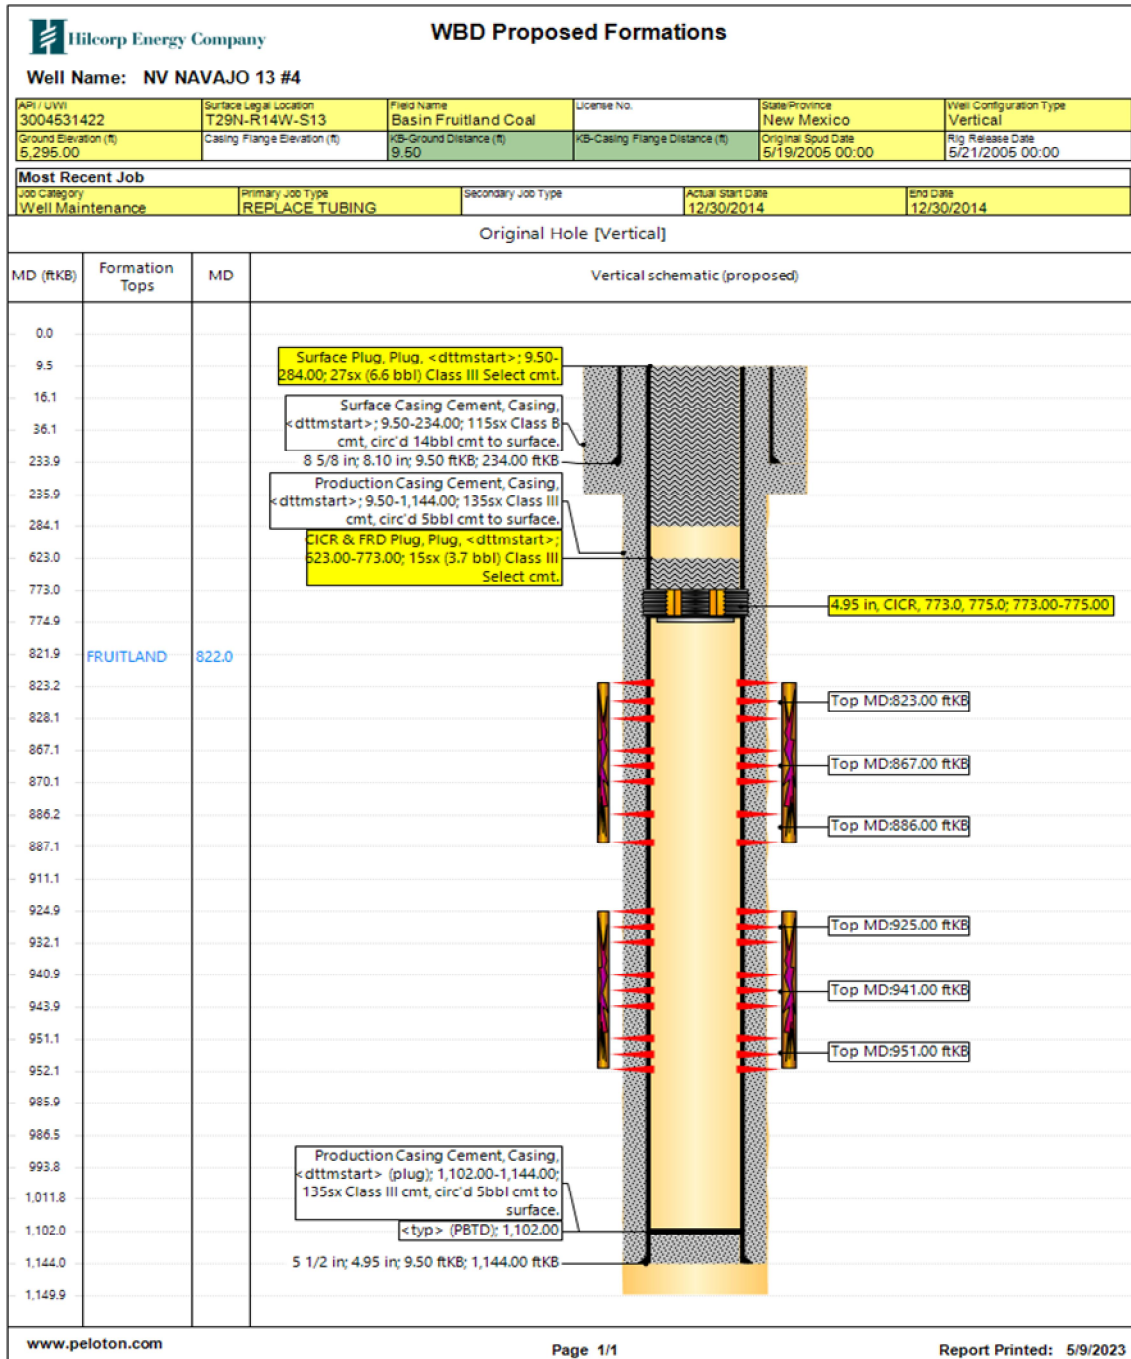 Hilcorp Energy Company
WBD Proposed Formations
Well Name: NV NAVAJO 13 #4
API / UWI
3004531422
Surface Legal Location
T29N-R14W-S13
Field Name
Basin Fruitland Coal
License No.
State/Province
New Mexico
Well Configuration Type
Vertical
Ground Elevation (ft)
5,295.00
Casing Flange Elevation (ft)
KB-Ground Distance (ft)
9.50
KB-Casing Flange Distance (ft)
Original Spud Date
5/19/2005 00:00
Rig Release Date
5/21/2005 00:00
Most Recent Job
Job Category
Well Maintenance
Primary Job Type
REPLACE TUBING
Secondary Job Type
Actual Start Date
12/30/2014
End Date
12/30/2014
Original Hole [Vertical]
MD (ftKB)
Formation
Tops
MD
Vertical schematic (proposed)
0.0
9.5
16.1
36.1
233.9
235.9
284.1
623.0
773.0
774.9
821.9
823.2
828.1
867.1
870.1
886.2
887.1
911.1
924.9
932.1
940.9
943.9
951.1
952.1
985.9
986.5
993.8
1,011.8
1,102.0
1,144.0
1,149.9
FRUITLAND
822.0
Surface Plug, Plug, <dttmstart>; 9.50-
284.00; 27sx (6.6 bbl) Class III Select cmt.
Surface Casing Cement, Casing,
<dttmstart>; 9.50-234.00; 115sx Class B
cmt, circ'd 14bbl cmt to surface.
8 5/8 in; 8.10 in; 9.50 ftKB; 234.00 ftKB
Production Casing Cement, Casing,
<dttmstart>; 9.50-1,144.00; 135sx Class III
cmt, circ'd 5bbl cmt to surface.
CICR & FRD Plug, Plug, <dttmstart>;
623.00-773.00; 15sx (3.7 bbl) Class III
Select cmt.
4.95 in, CICR, 773.0, 775.0; 773.00-775.00
Top MD:823.00 ftKB
Top MD:867.00 ftKB
Top MD:886.00 ftKB
Top MD:925.00 ftKB
Top MD:941.00 ftKB
Top MD:951.00 ftKB
Production Casing Cement, Casing,
<dttmstart> (plug); 1,102.00-1,144.00;
135sx Class III cmt, circ'd 5bbl cmt to
surface.
<typ> (PBTD); 1,102.00
5 1/2 in; 4.95 in; 9.50 ftKB; 1,144.00 ftKB
www.peloton.com
Page 1/1
Report Printed: 5/9/2023